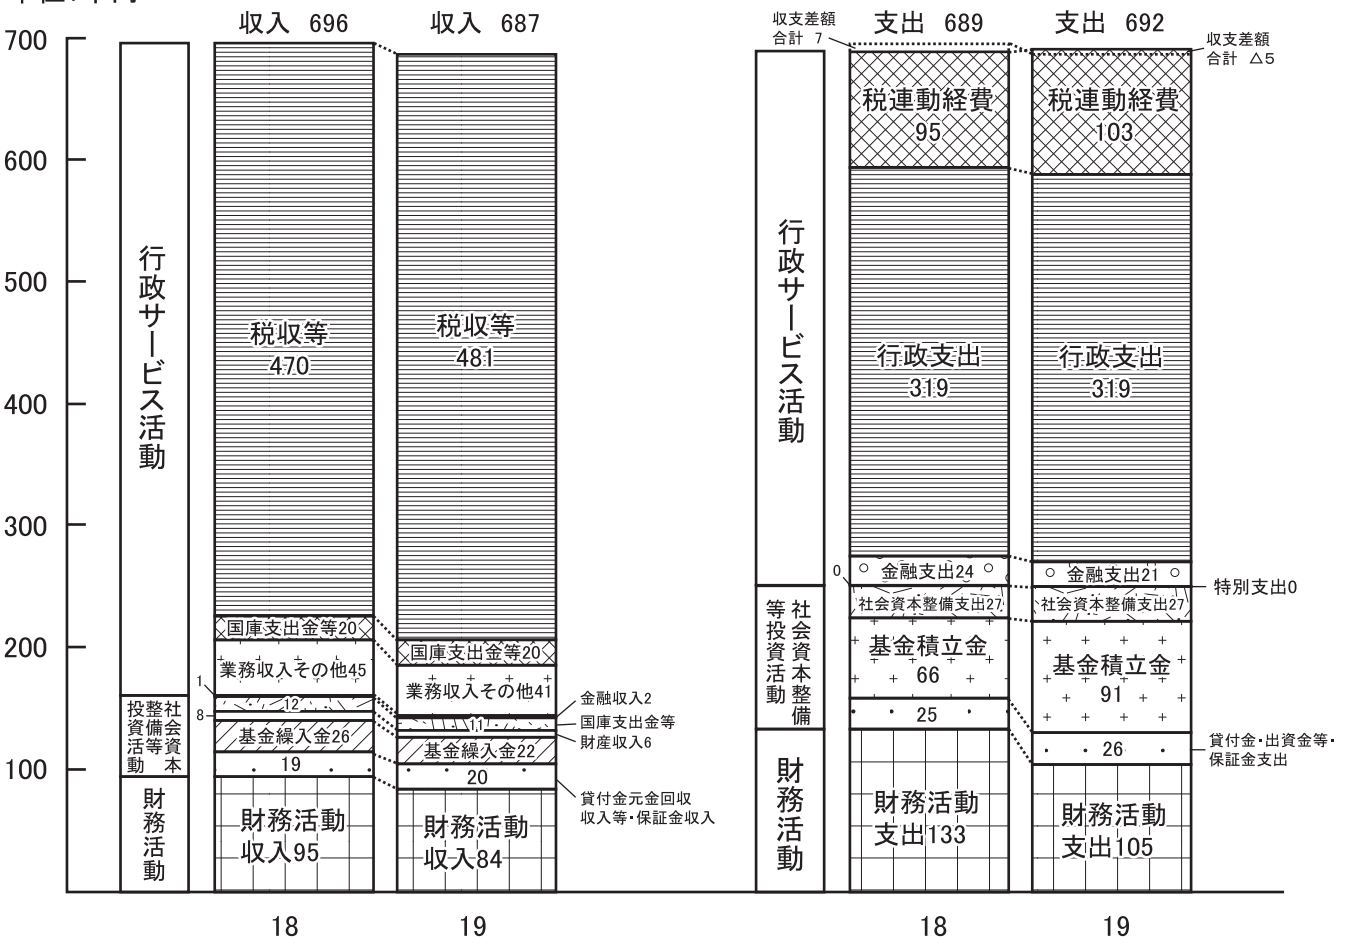 収入 696
収入 687
支出 689
支出 692
収支差額
合計 7
収支差額
合計 △5
700
600
500
400
300
200
100
行政サービス活動
社会資本
整備等
投資活動
財務活動
税収等
470
国庫支出金等20
業務収入その他45
1
12
8
基金繰入金26
19
財務活動
収入95
税収等
481
国庫支出金等20
業務収入その他41
11
基金繰入金22
20
財務活動
収入84
金融収入2
国庫支出金等
財産収入6
貸付金元金回収
収入等・保証金収入
行政サービス活動
社会資本整備
等投資活動
財務活動
税連動経費
95
行政支出
319
金融支出24
0
社会資本整備支出27
基金積立金
66
25
財務活動
支出133
税連動経費
103
行政支出
319
金融支出21
特別支出0
社会資本整備支出27
基金積立金
91
26
貸付金・出資金等・
保証金支出
財務活動
支出105
18
19
18
19